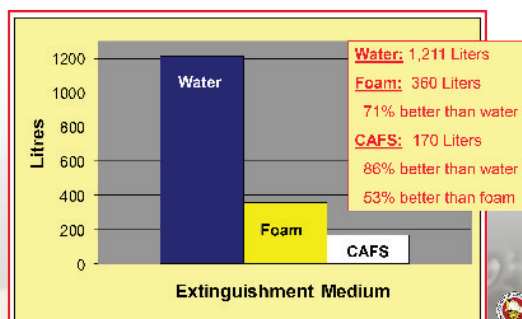 Litres
1200
1000
800
600
400
200
0
Water
Foam
CAFS
Extinguishment Medium
Water: 1,211 Liters
Foam: 360 Liters
71% better than water
CAFS: 170 Liters
86% better than water
53% better than foam